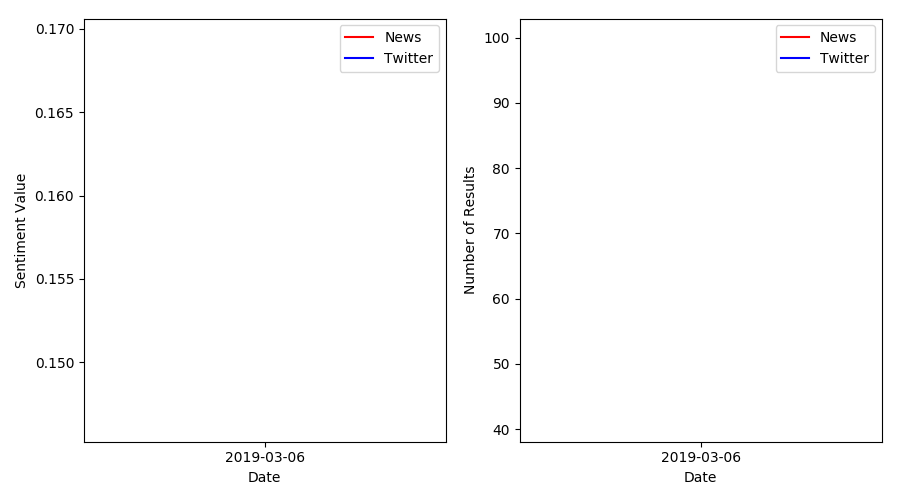 0.170
0.165
0.160
0.155
0.150
Sentiment Value
News
Twitter
2019-03-06
Date
100
90
80
70
60
50
40
Number of Results
News
Twitter
2019-03-06
Date